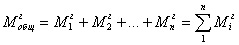 M²общ = M²₁ + M²₂ + ... + M²ₙ = ∑ⁿ₁ M²ᵢ